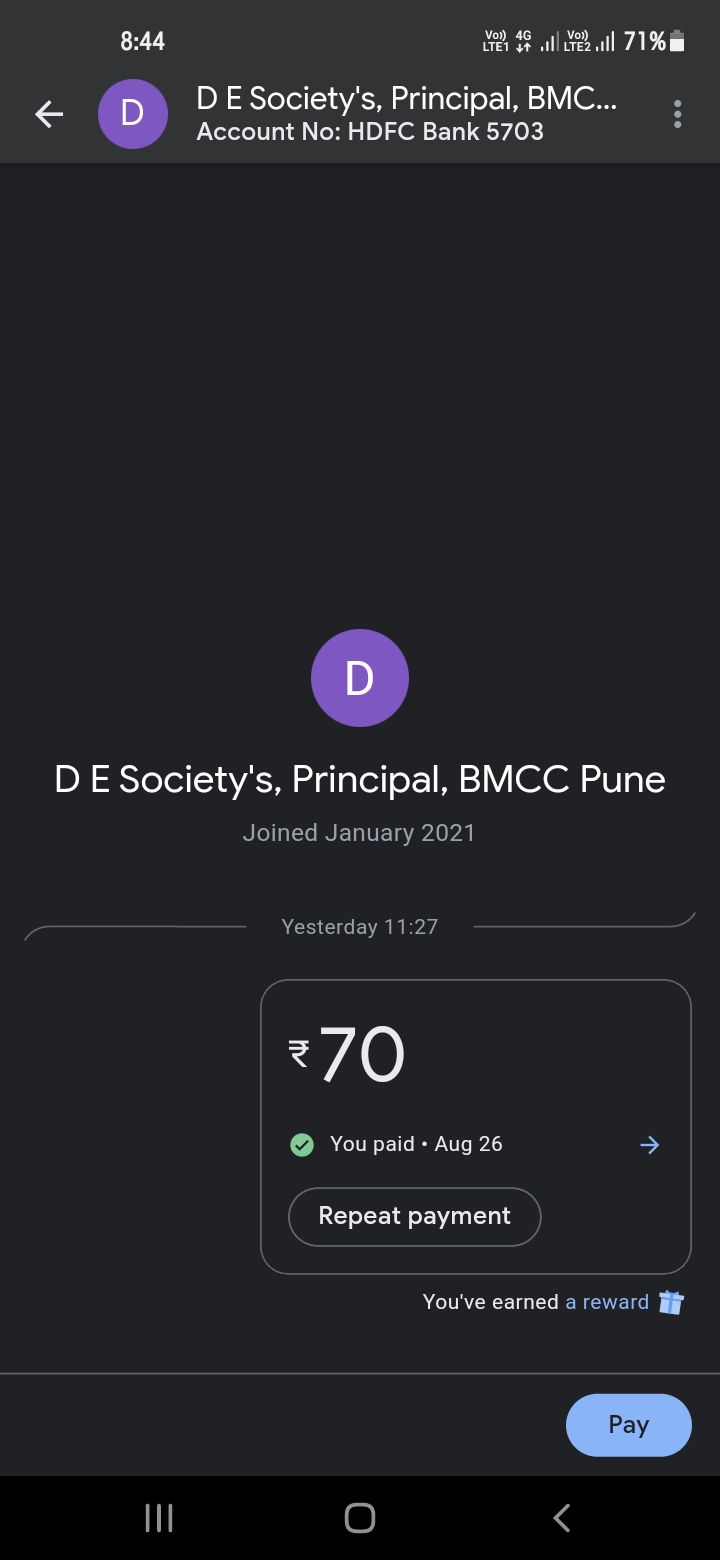 8:44
Vo)) LTE1 4G Vo)) LTE2 71%
D
D E Society's, Principal, BMC...
Account No: HDFC Bank 5703
D
D E Society's, Principal, BMCC Pune
Joined January 2021
Yesterday 11:27
₹70
You paid • Aug 26
Repeat payment
You've earned a reward
Pay